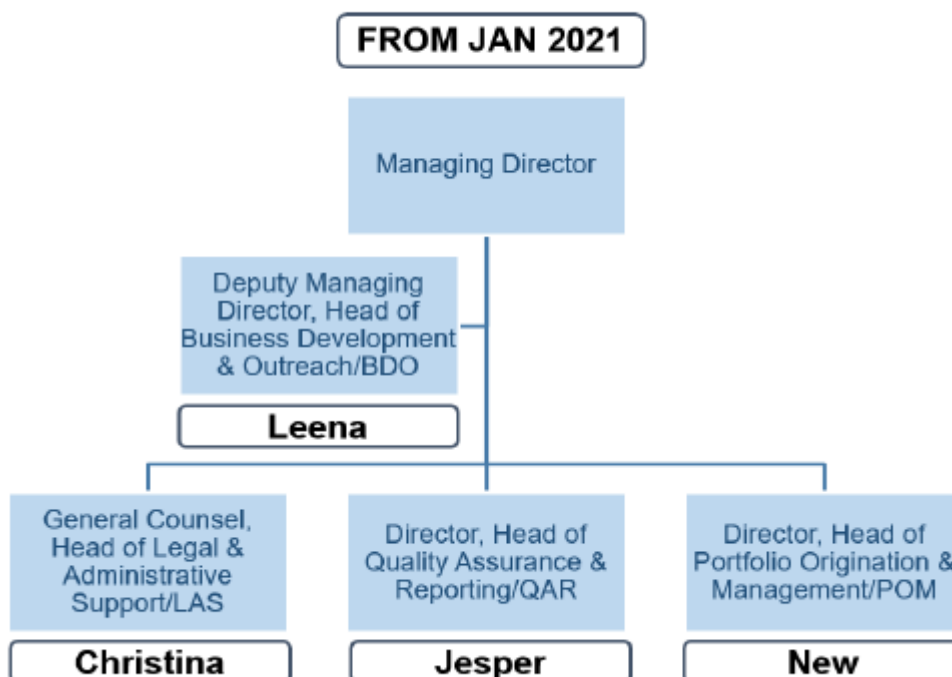 FROM JAN 2021
Managing Director
Deputy Managing
Director, Head of
Business Development
& Outreach/BDO
Leena
General Counsel,
Head of Legal &
Administrative
Support/LAS
Christina
Director, Head of
Quality Assurance &
Reporting/QAR
Jesper
Director, Head of
Portfolio Origination &
Management/POM
New